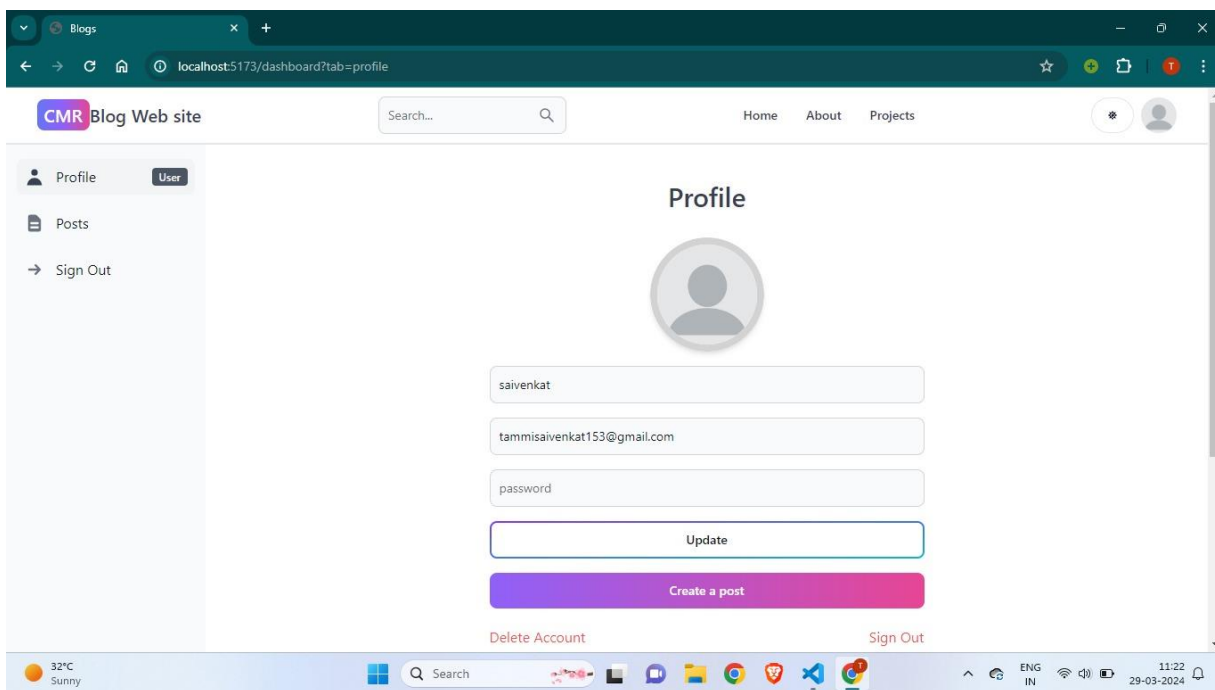 Blogs
localhost:5173/dashboard?tab=profile
T
CMR Blog Web site
Search...
Home About Projects
Profile User
Posts
Sign Out
Profile
saivenkat
tammisaivenkat153@gmail.com
password
Update
Create a post
Delete Account Sign Out
32°C
Sunny
Search
T
ENG
IN
11:22
29-03-2024